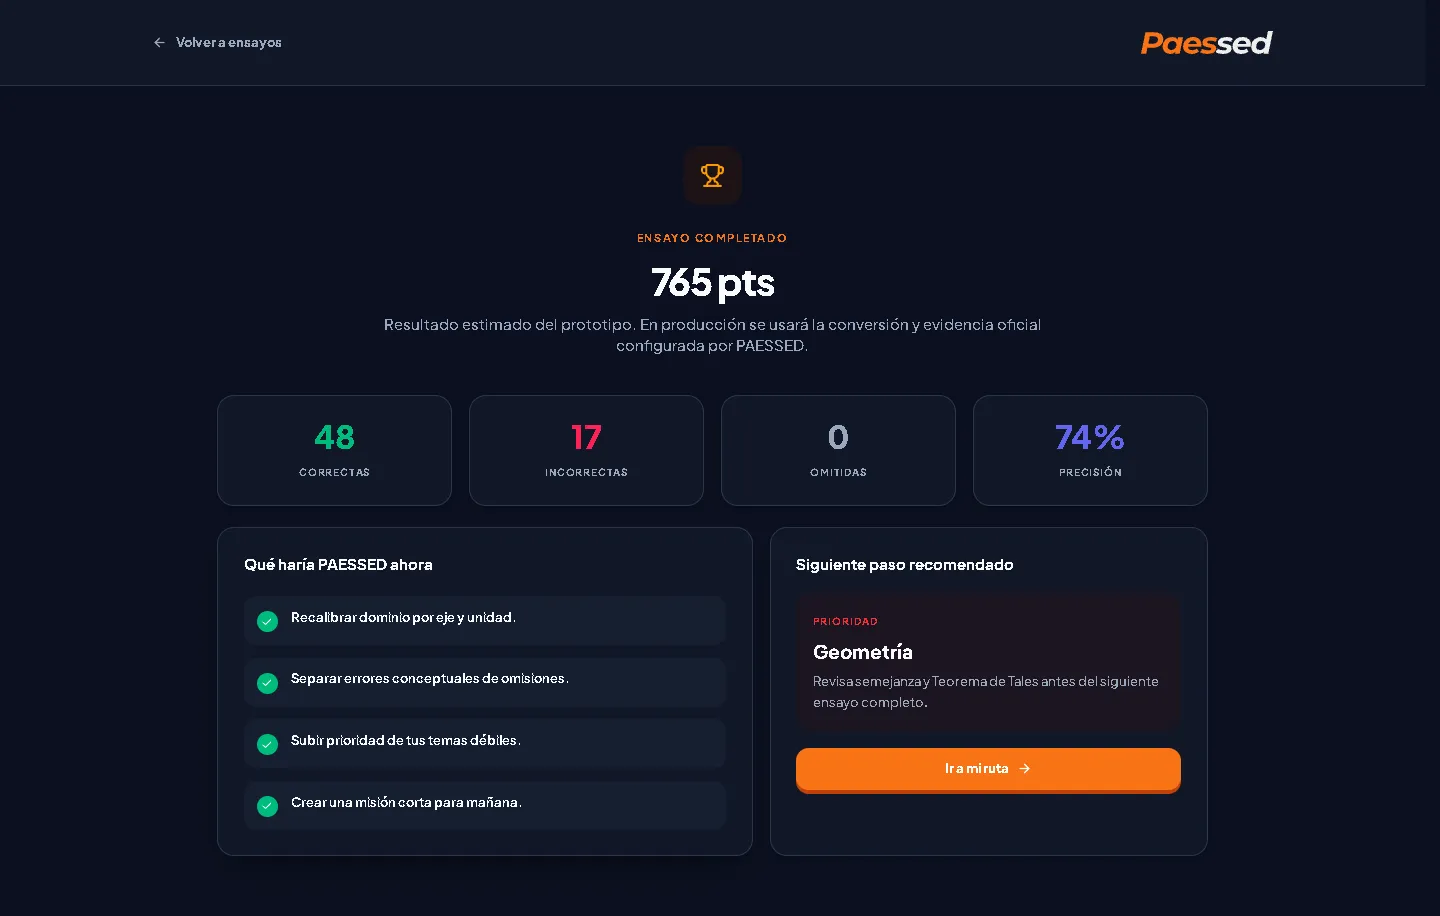 Volver a ensayos
Paessed
ENSAYO COMPLETADO
765 pts
Resultado estimado del prototipo. En producción se usará la conversión y evidencia oficial
configurada por PAESSED.
48
CORRECTAS
17
INCORRECTAS
0
OMITIDAS
74%
PRECISIÓN
Qué haría PAESSED ahora
Recalibrar dominio por eje y unidad.
Separar errores conceptuales de omisiones.
Subir prioridad de tus temas débiles.
Crear una misión corta para mañana.
Siguiente paso recomendado
PRIORIDAD
Geometría
Revisa semejanza y Teorema de Tales antes del siguiente
ensayo completo.
Ir a mi ruta